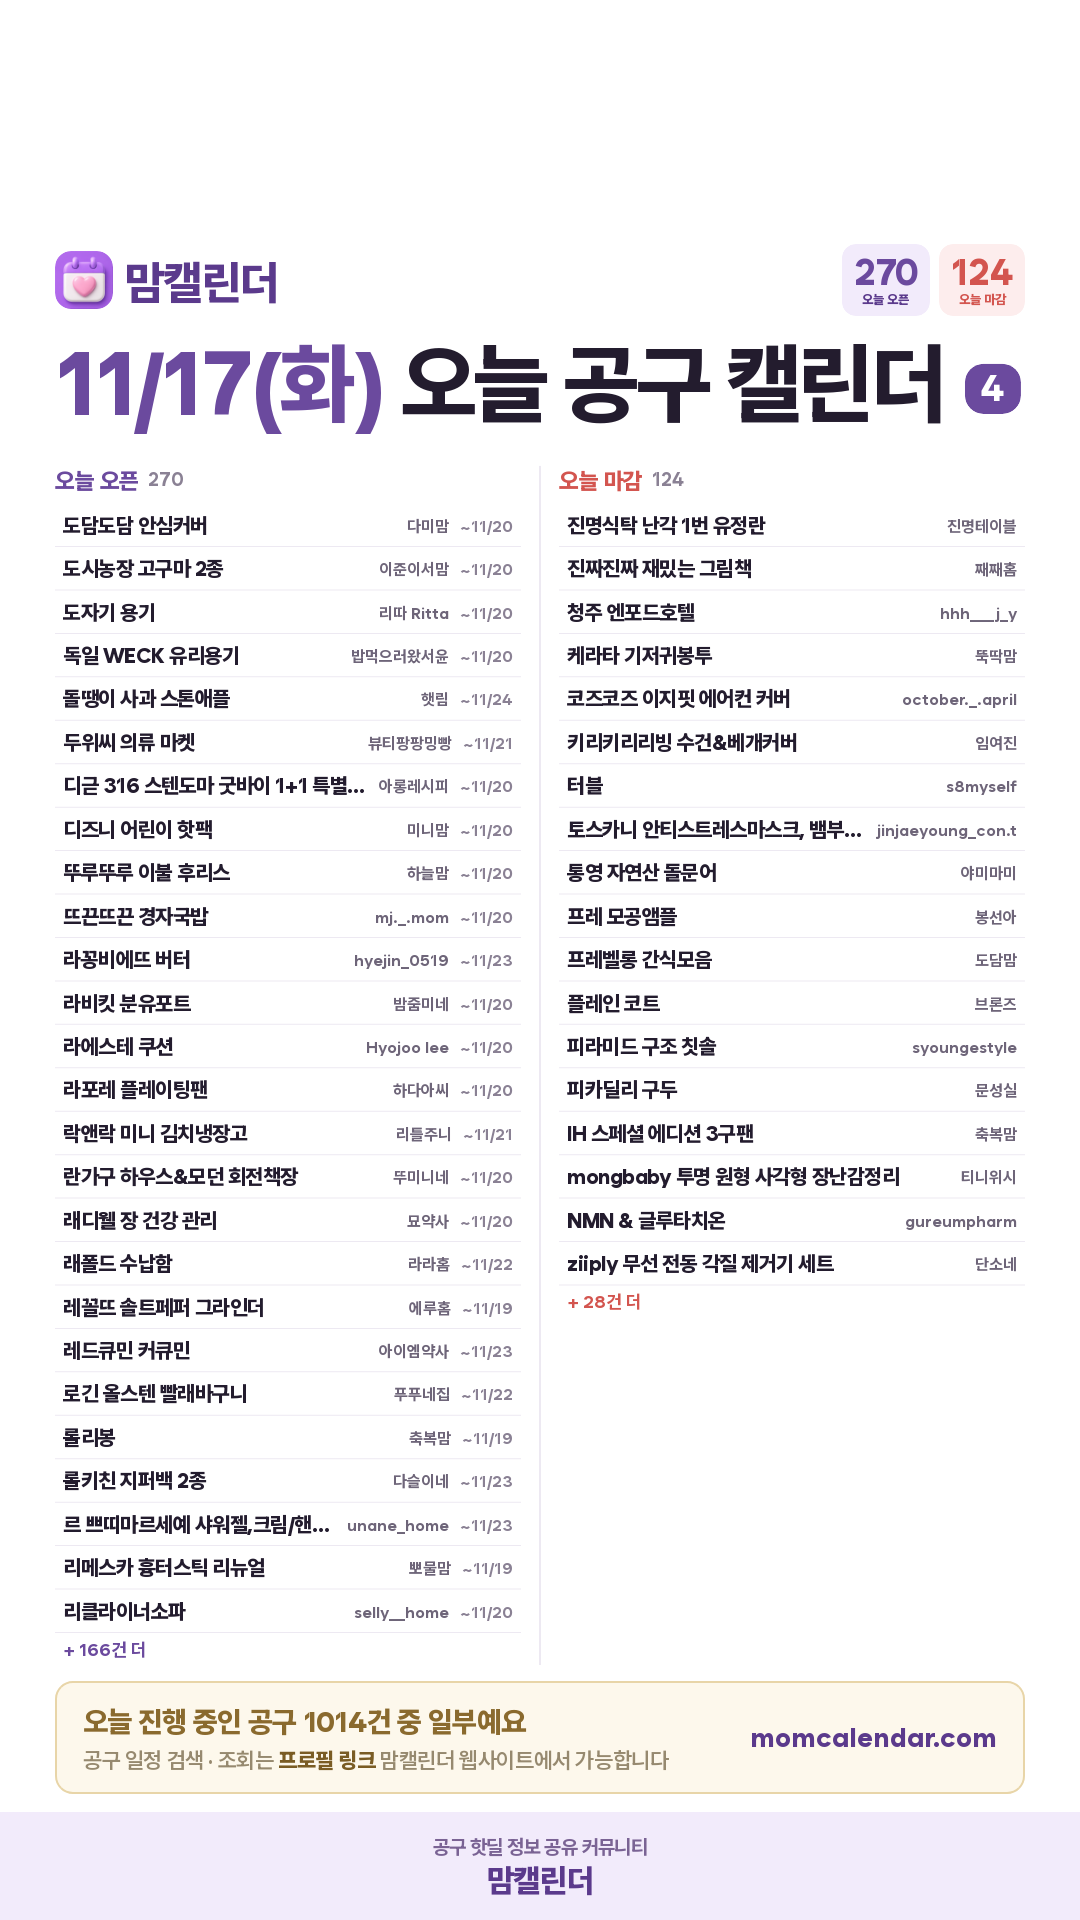 맘캘린더
270
오늘 오픈
124
오늘 마감
11/17(화) 오늘 공구 캘린더 4
오늘 오픈 270
도담도담 안심커버 다미맘 ~11/20
도시농장 고구마 2종 이준이서맘 ~11/20
도자기 용기 리따 Ritta ~11/20
독일 WECK 유리용기 밥먹으러왔서윤 ~11/20
돌땡이 사과 스톤애플 햇림 ~11/24
두위씨 의류 마켓 뷰티팡팡밍빵 ~11/21
디귿 316 스텐도마 굿바이 1+1 특별... 아롱레시피 ~11/20
디즈니 어린이 핫팩 미니맘 ~11/20
뚜루뚜루 이불 후리스 하늘맘 ~11/20
뜨끈뜨끈 경자국밥 mj._.mom ~11/20
라꽁비에뜨 버터 hyejin_0519 ~11/23
라비킷 분유포트 밤줌미네 ~11/20
라에스테 쿠션 Hyojoo lee ~11/20
라포레 플레이팅팬 하다아씨 ~11/20
락앤락 미니 김치냉장고 리틀주니 ~11/21
란가구 하우스&모던 회전책장 뚜미니네 ~11/20
래디웰 장 건강 관리 묘약사 ~11/20
래폴드 수납함 라라홈 ~11/22
레꼴뜨 솔트페퍼 그라인더 에루홈 ~11/19
레드큐민 커큐민 아이엠약사 ~11/23
로긴 올스텐 빨래바구니 푸푸네집 ~11/22
롤리봉 축복맘 ~11/19
롤키친 지퍼백 2종 다슬이네 ~11/23
르 쁘띠마르세예 샤워젤,크림/핸... unane_home ~11/23
리메스카 흉터스틱 리뉴얼 뽀물맘 ~11/19
리클라이너소파 selly__home ~11/20
+ 166건 더
오늘 마감 124
진명식탁 난각 1번 유정란 진명테이블
진짜진짜 재밌는 그림책 째째홈
청주 엔포드호텔 hhh___j_y
케라타 기저귀봉투 뚝딱맘
코즈코즈 이지핏 에어컨 커버 october._.april
키리키리리빙 수건&베개커버 임여진
터블 s8myself
토스카니 안티스트레스마스크, 뱀부... jinjaeyoung_con.t
통영 자연산 돌문어 야미마미
프레 모공앰플 봉선아
프레벨롱 간식모음 도담맘
플레인 코트 브론즈
피라미드 구조 칫솔 syoungestyle
피카딜리 구두 문성실
IH 스페셜 에디션 3구팬 축복맘
mongbaby 투명 원형 사각형 장난감정리 티니위시
NMN & 글루타치온 gureumpharm
ziiply 무선 전동 각질 제거기 세트 단소네
+ 28건 더
오늘 진행 중인 공구 1014건 중 일부예요
공구 일정 검색 · 조회는 프로필 링크 맘캘린더 웹사이트에서 가능합니다
momcalendar.com
공구 핫딜 정보 공유 커뮤니티
맘캘린더